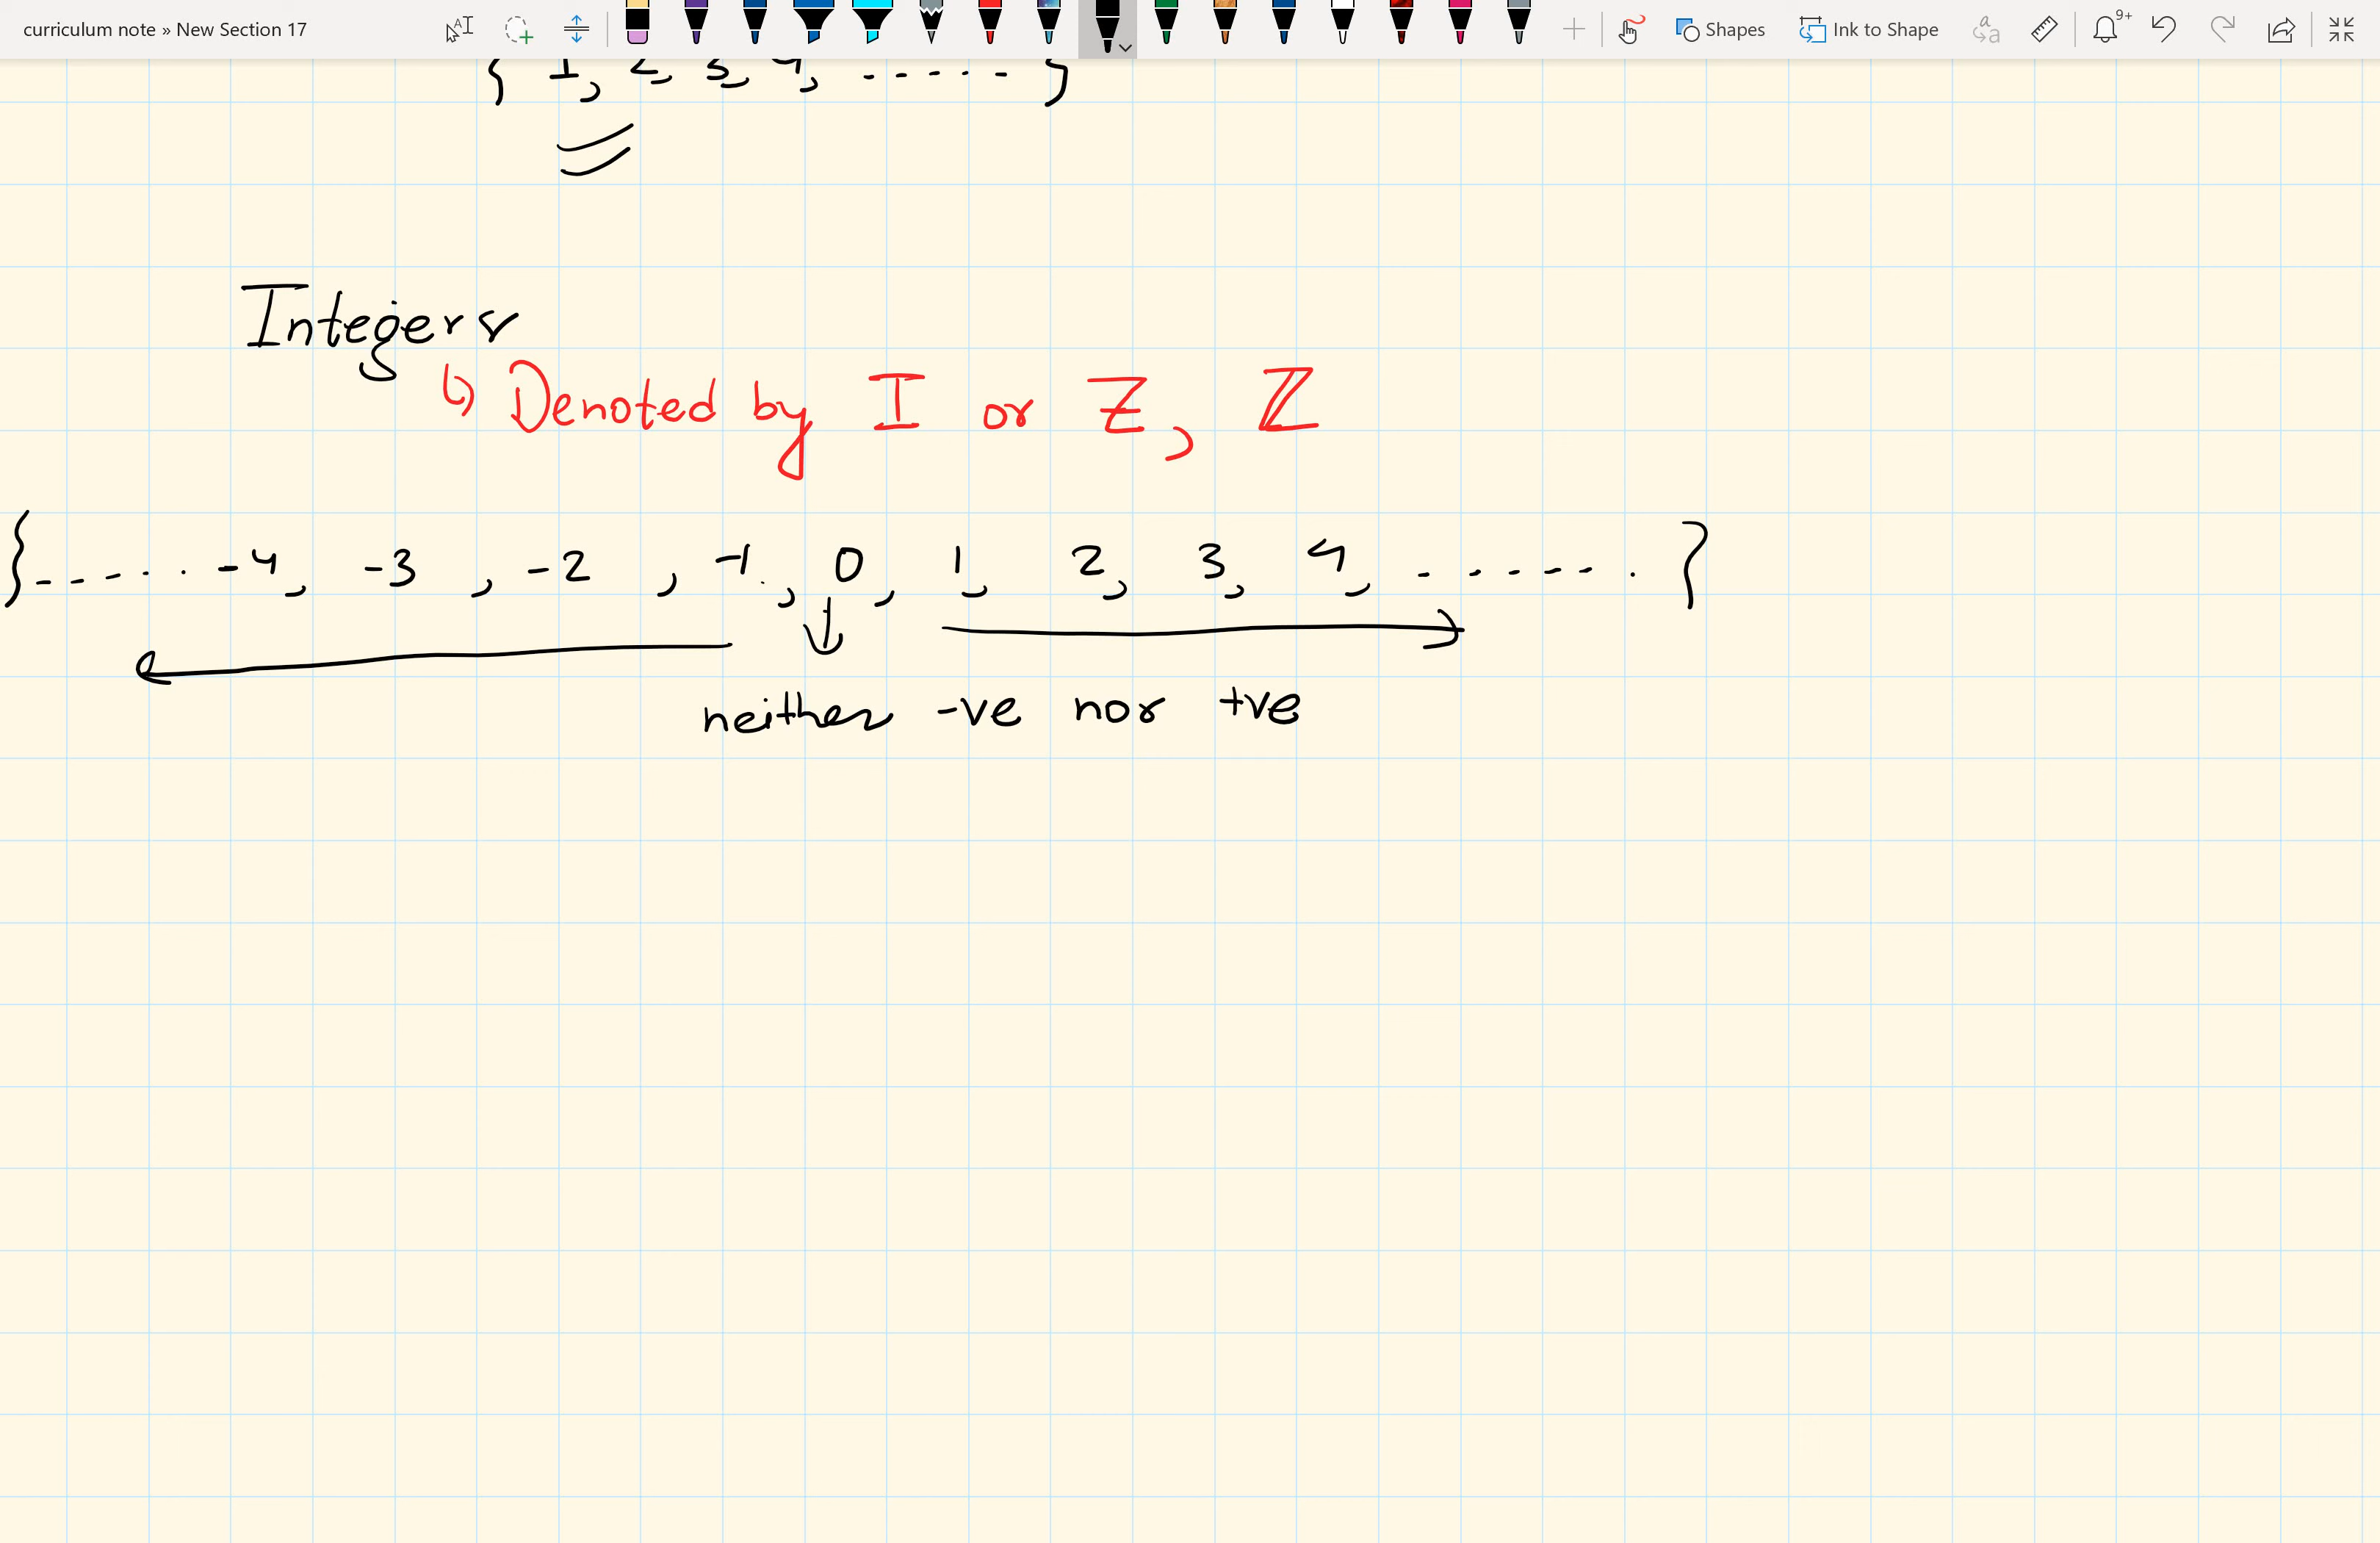 curriculum note » New Section 17
Shapes
Ink to Shape
9+
{ 1, 2, 3, 4, ------ }
Integers
Denoted by I or Z, ℤ
{ ------ -4, -3, -2, -1, 0, 1, 2, 3, 4, ------ }
neither -ve nor +ve